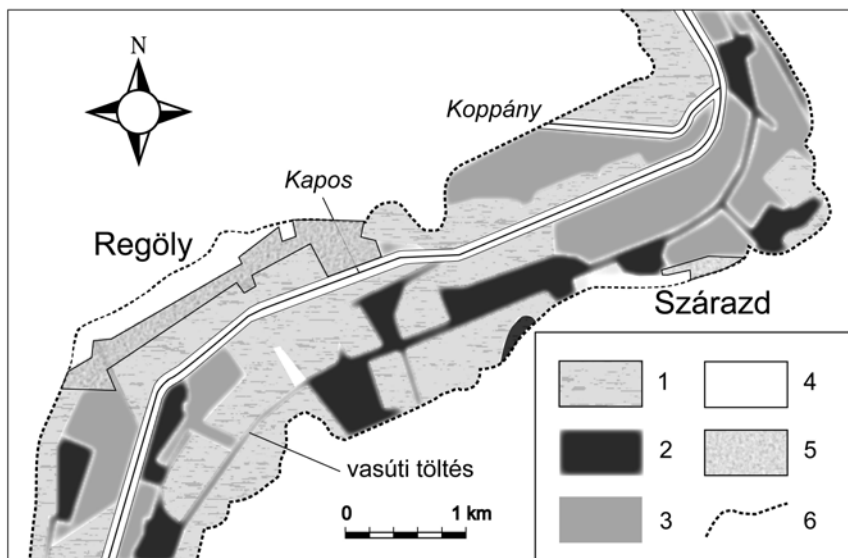 N
Koppány
Kapos
Regöly
Szárazd
vasúti töltés
0 1 km
1 4
2 5
3 6